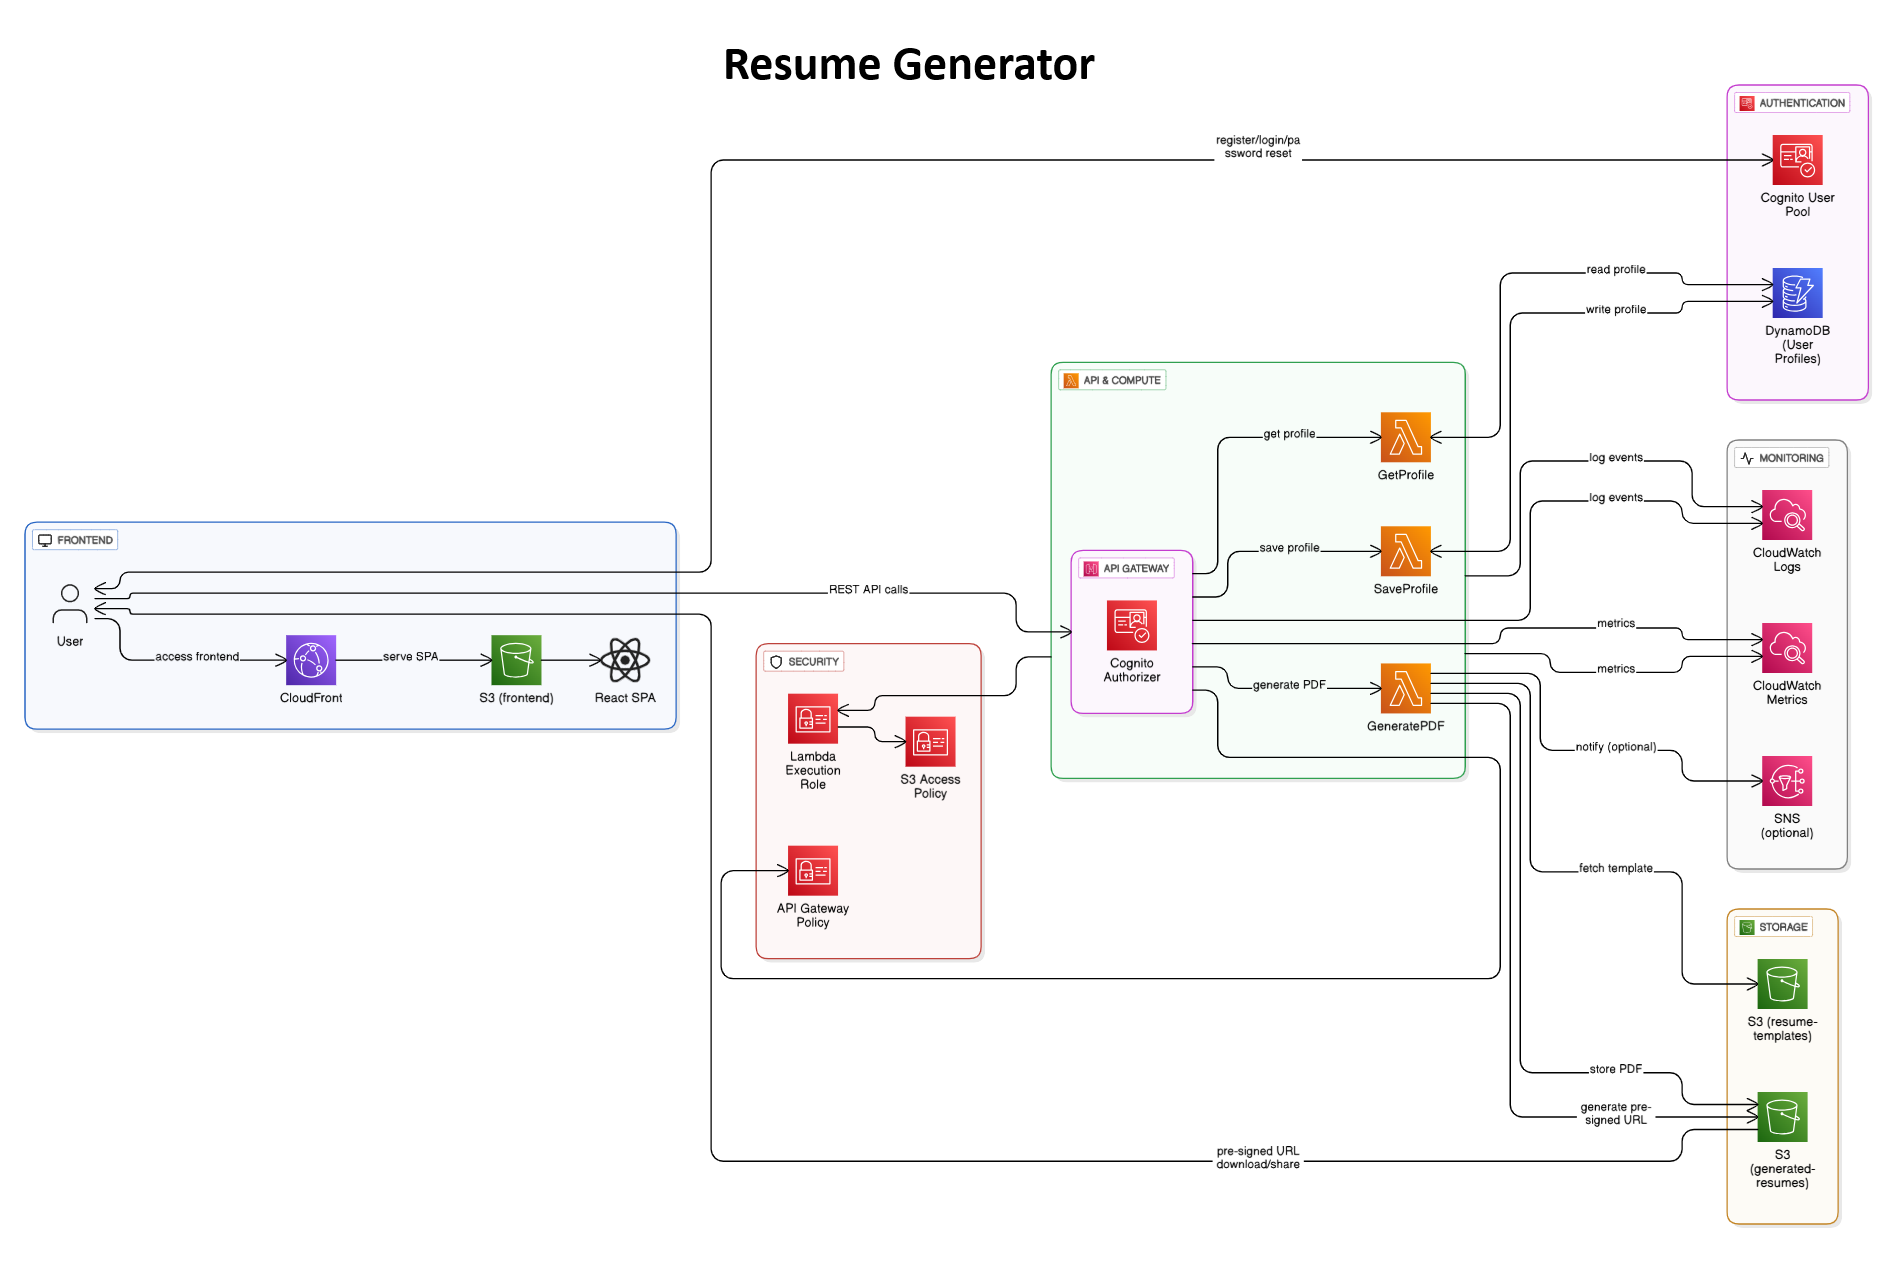 Resume Generator
AUTHENTICATION
register/login/pa
ssword reset
Cognito User
Pool
read profile
write profile
DynamoDB
(User
Profiles)
API & COMPUTE
get profile
GetProfile
save profile
SaveProfile
API GATEWAY
Cognito
Authorizer
generate PDF
GeneratePDF
MONITORING
log events
log events
CloudWatch
Logs
metrics
metrics
CloudWatch
Metrics
notify (optional)
SNS
(optional)
FRONTEND
User
REST API calls
access frontend
CloudFront
serve SPA
S3 (frontend)
React SPA
SECURITY
Lambda
Execution
Role
S3 Access
Policy
API Gateway
Policy
fetch template
STORAGE
S3 (resume-
templates)
store PDF
generate pre-
signed URL
pre-signed URL
download/share
S3
(generated-
resumes)